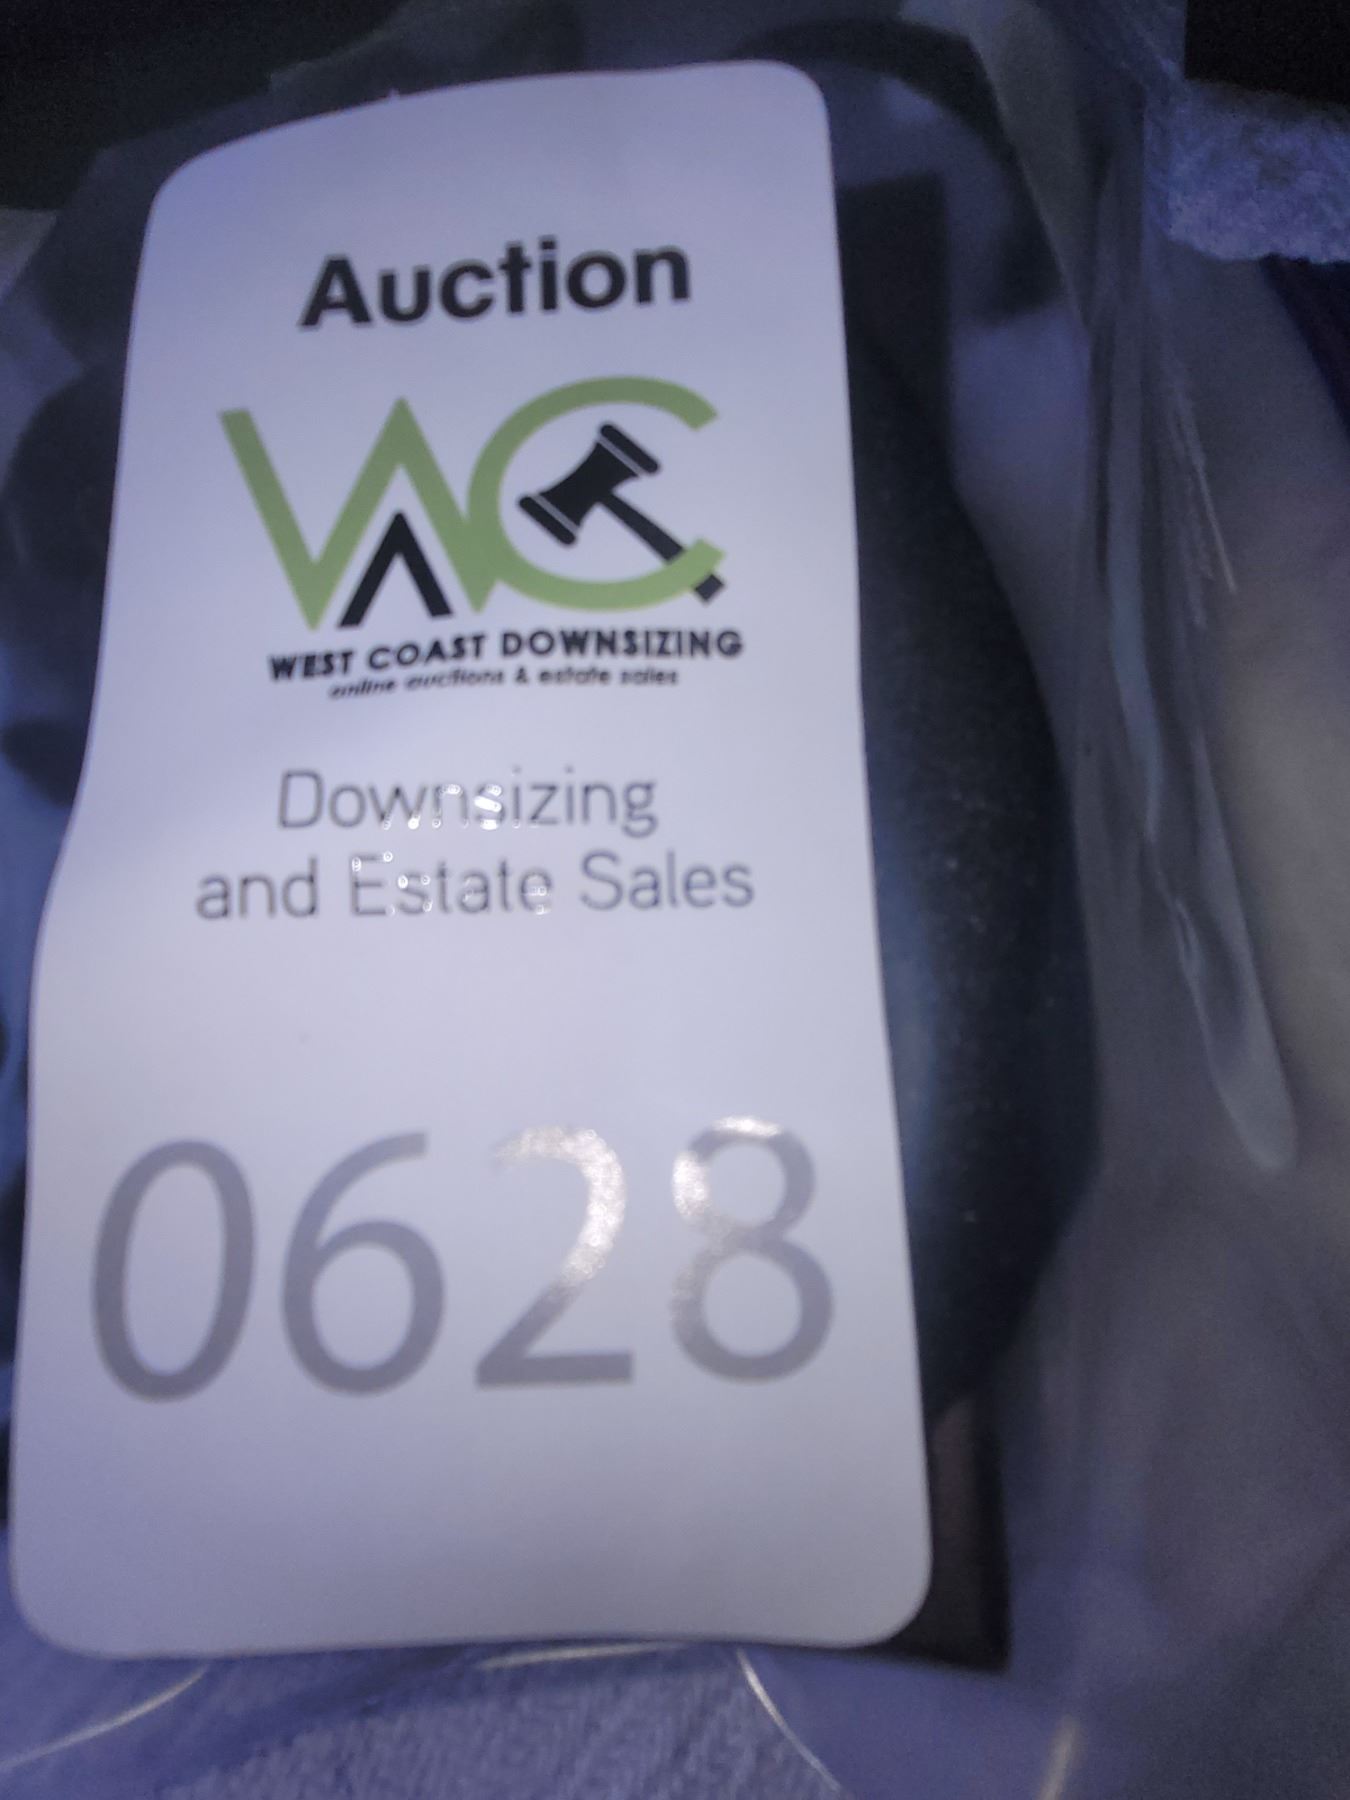 Auction
WC
WEST COAST DOWNSIZING
online auctions & estate sales
Downsizing
and Estate Sales
0628